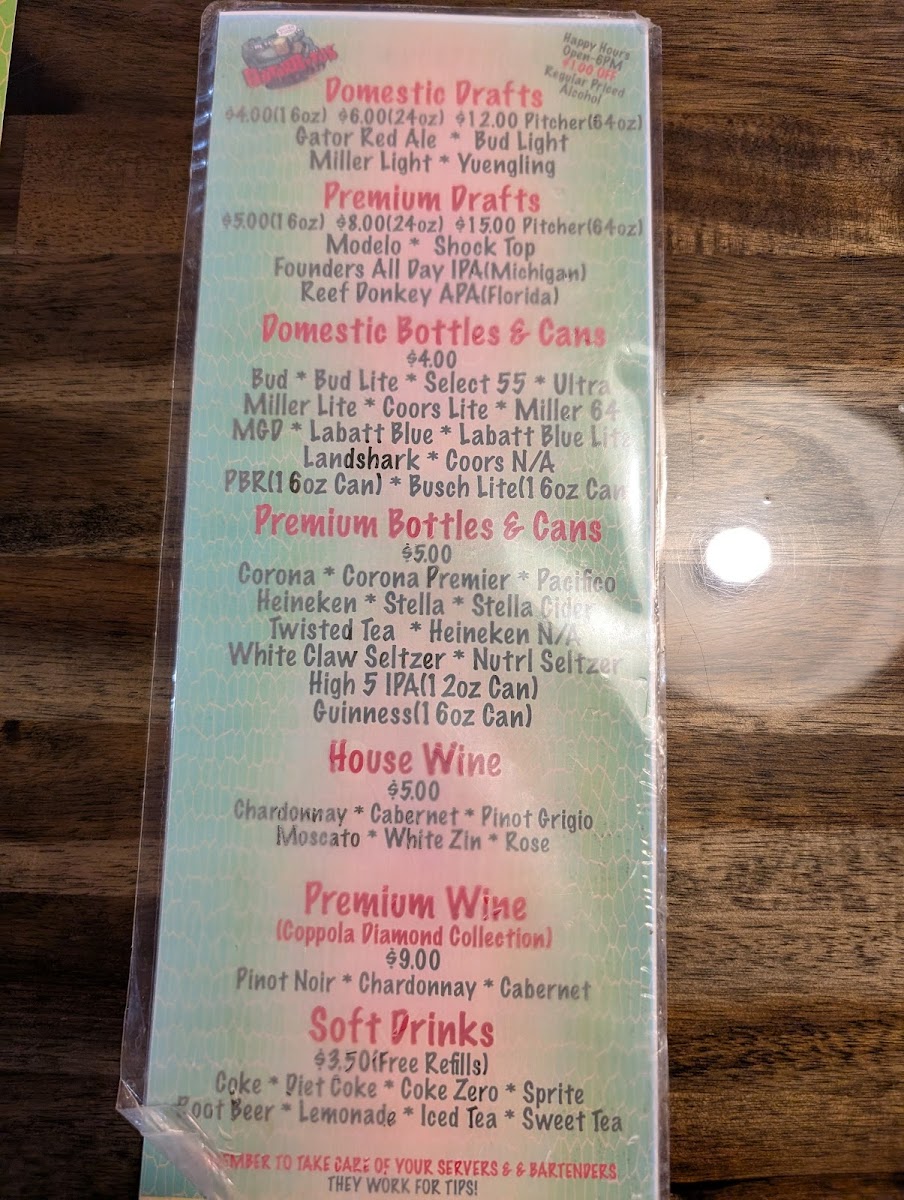 Happy Hours
Open-6PM
$1.00 OFF
Regular Priced
Alcohol
Domestic Drafts
$4.00(16oz) $6.00(24oz) $12.00 Pitcher(64oz)
Gator Red Ale * Bud Light
Miller Light * Yuengling
Premium Drafts
$5.00(16oz) $8.00(24oz) $15.00 Pitcher(64oz)
Modelo * Shock Top
Founders All Day IPA(Michigan)
Reef Donkey APA(Florida)
Domestic Bottles & Cans
$4.00
Bud * Bud Lite * Select 55 * Ultra
Miller Lite * Coors Lite * Miller 64
MGD * Labatt Blue * Labatt Blue Lite
Landshark * Coors N/A
PBR(16oz Can) * Busch Lite(16oz Can
Premium Bottles & Cans
$5.00
Corona * Corona Premier * Pacifico
Heineken * Stella * Stella Cider
Twisted Tea * Heineken N/A
White Claw Seltzer * Nutrl Seltzer
High 5 IPA(12oz Can)
Guinness(16oz Can)
House Wine
$5.00
Chardonnay * Cabernet * Pinot Grigio
Moscato * White Zin * Rose
Premium Wine
(Coppola Diamond Collection)
$9.00
Pinot Noir * Chardonnay * Cabernet
Soft Drinks
$3.50(Free Refills)
Coke * Diet Coke * Coke Zero * Sprite
Root Beer * Lemonade * Iced Tea * Sweet Tea
EMBER TO TAKE CARE OF YOUR SERVERS & & BARTENDERS
THEY WORK FOR TIPS!